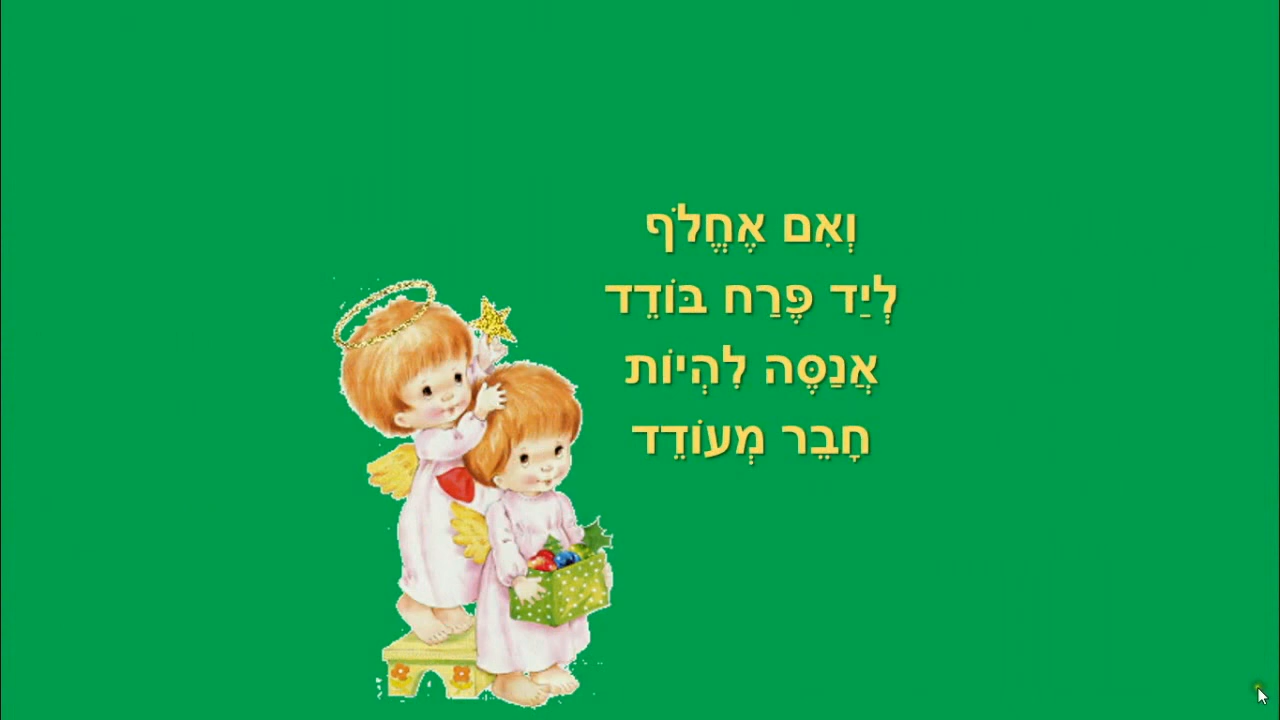 וְאִם אֶחֱלֹף
לְיַד פֶּרַח בּוֹדֵד
אֲנַסֶּה לִהְיוֹת
חָבֵר מְעוֹדֵד